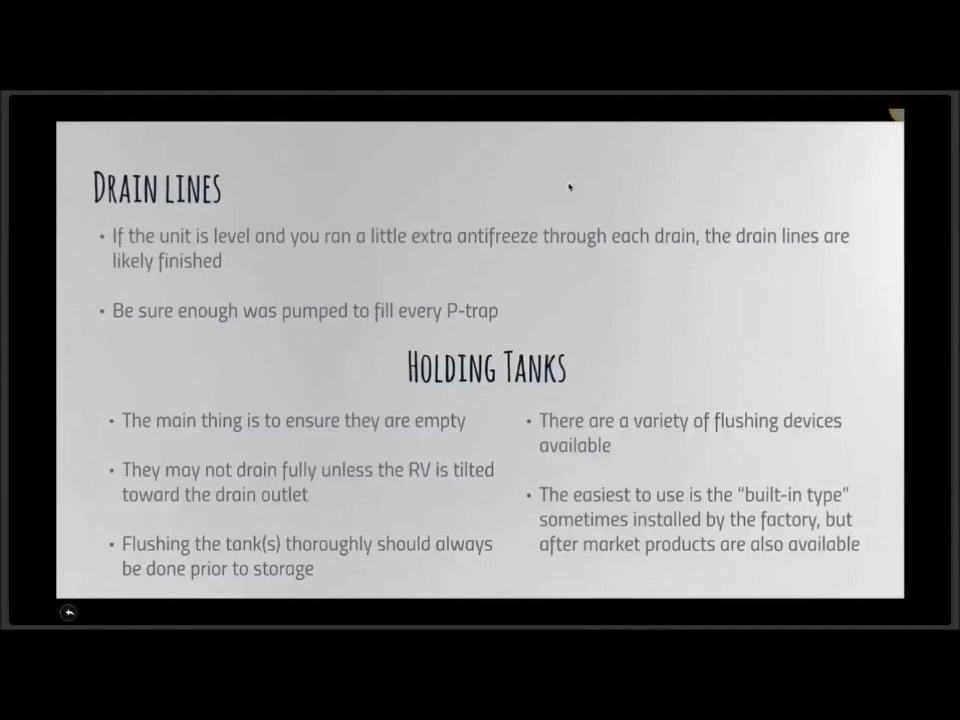 DRAIN LINES
• If the unit is level and you ran a little extra antifreeze through each drain, the drain lines are
likely finished
• Be sure enough was pumped to fill every P-trap
HOLDING TANKS
• The main thing is to ensure they are empty
• They may not drain fully unless the RV is tilted
toward the drain outlet
• Flushing the tank(s) thoroughly should always
be done prior to storage
• There are a variety of flushing devices
available
• The easiest to use is the “built-in type”
sometimes installed by the factory, but
after market products are also available